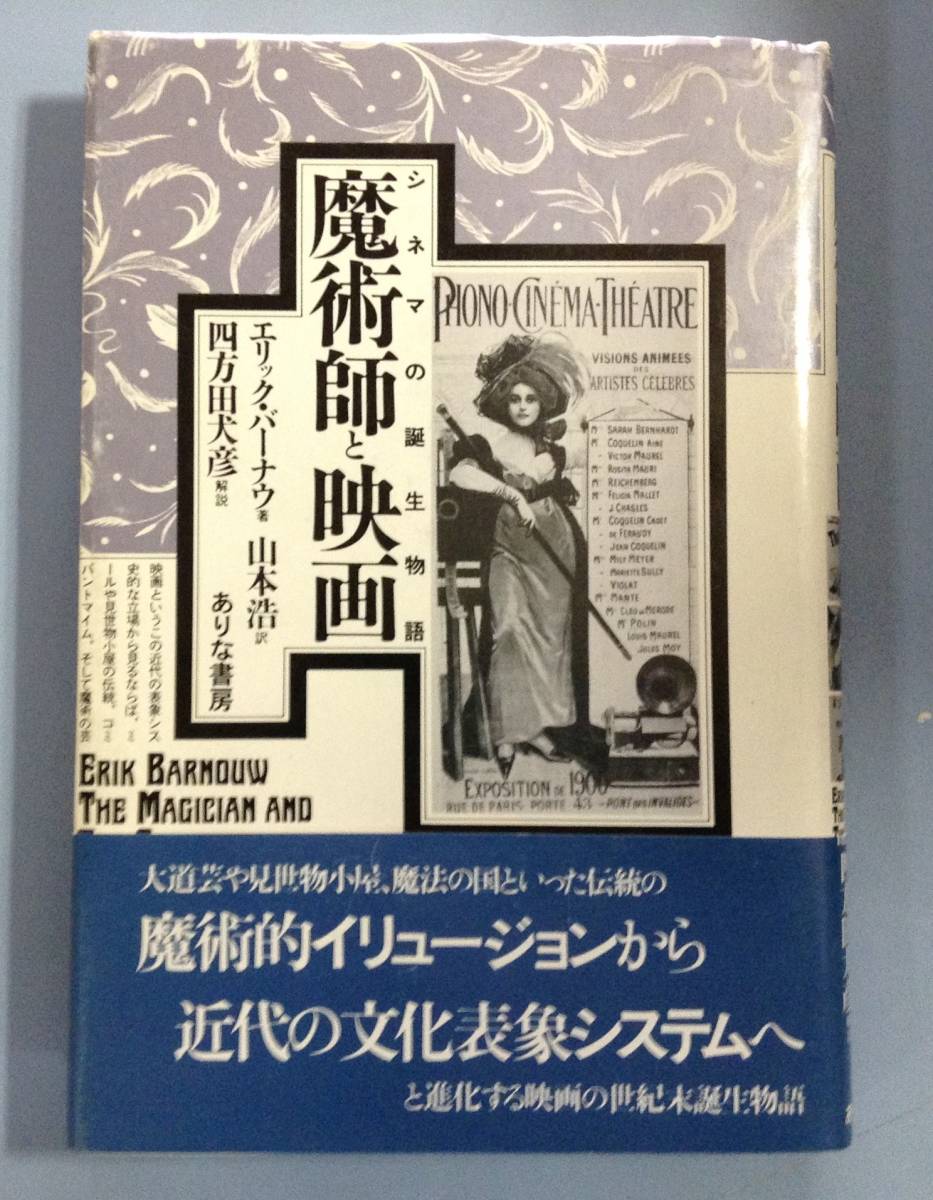 シネマの誕生物語
魔術師と映画
エリック・バーナウ著
四方田犬彦解説
山本浩訳
ありな書房
PHONO-CINÉMA-THÉATRE
VISIONS ANIMÉES
DES
ARTISTES CÉLÈBRES
SARAH BERNHARDT
COQUELIN AINÉ
VICTOR MAUREL
ROSITA MAURI
REICHEMBERG
FELICIA MALLET
J. CHASLES
COQUELIN CADET
DE FERAUDY
JEAN COQUELIN
MILY MEYER
MARIETTE SULLY
VIOLAT
MANTE
CLÉO DE MERODE
POLIN
LOUIS MAUREL
JULES MOY
EXPOSITION DE 1900
RUE DE PARIS PORTE 43 - PONT DES INVALIDES -
映画というこの近代の表象シス
史的な立場から見るならば、ミ
ールや見世物小屋の伝統。ゴミ
パントマイム。そして魔術の芸
ERIK BARNOUW
THE MAGICIAN AND
大道芸や見世物小屋、魔法の国といった伝統の
魔術的イリュージョンから
近代の文化表象システムへ
と進化する映画の世紀末誕生物語